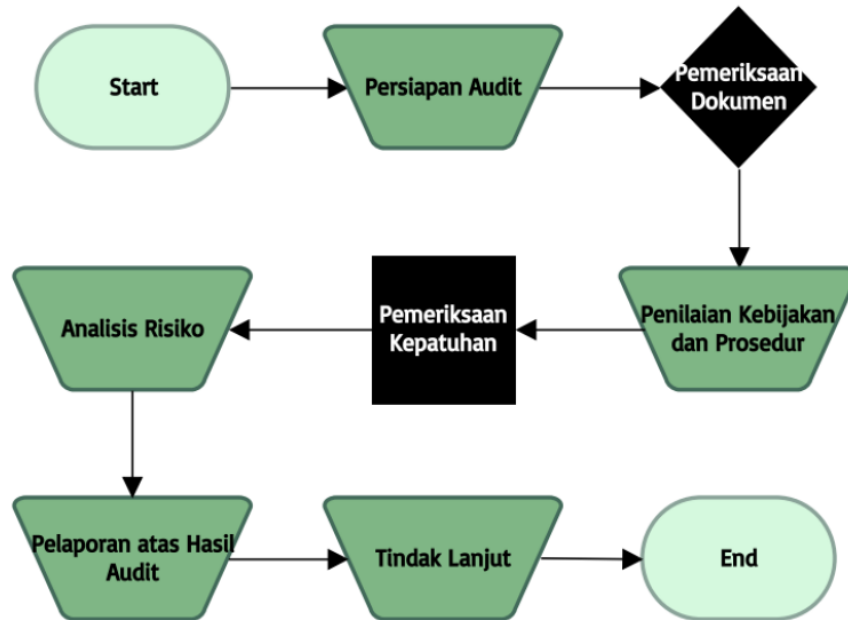 Start
Persiapan Audit
Pemeriksaan
Dokumen
Penilaian Kebijakan
dan Prosedur
Pemeriksaan
Kepatuhan
Analisis Risiko
Pelaporan atas Hasil
Audit
Tindak Lanjut
End